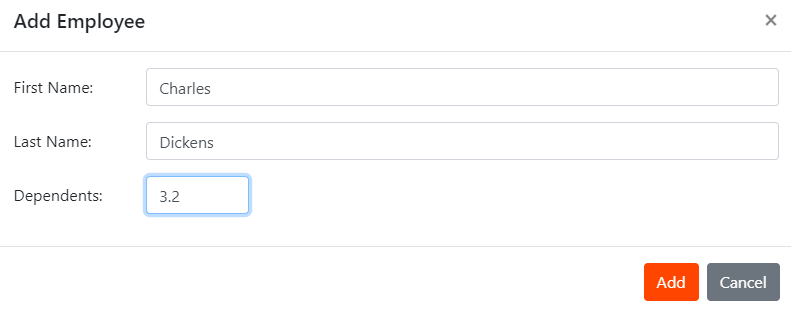 Add Employee ×
First Name: Charles
Last Name: Dickens
Dependents: 3.2
Add Cancel